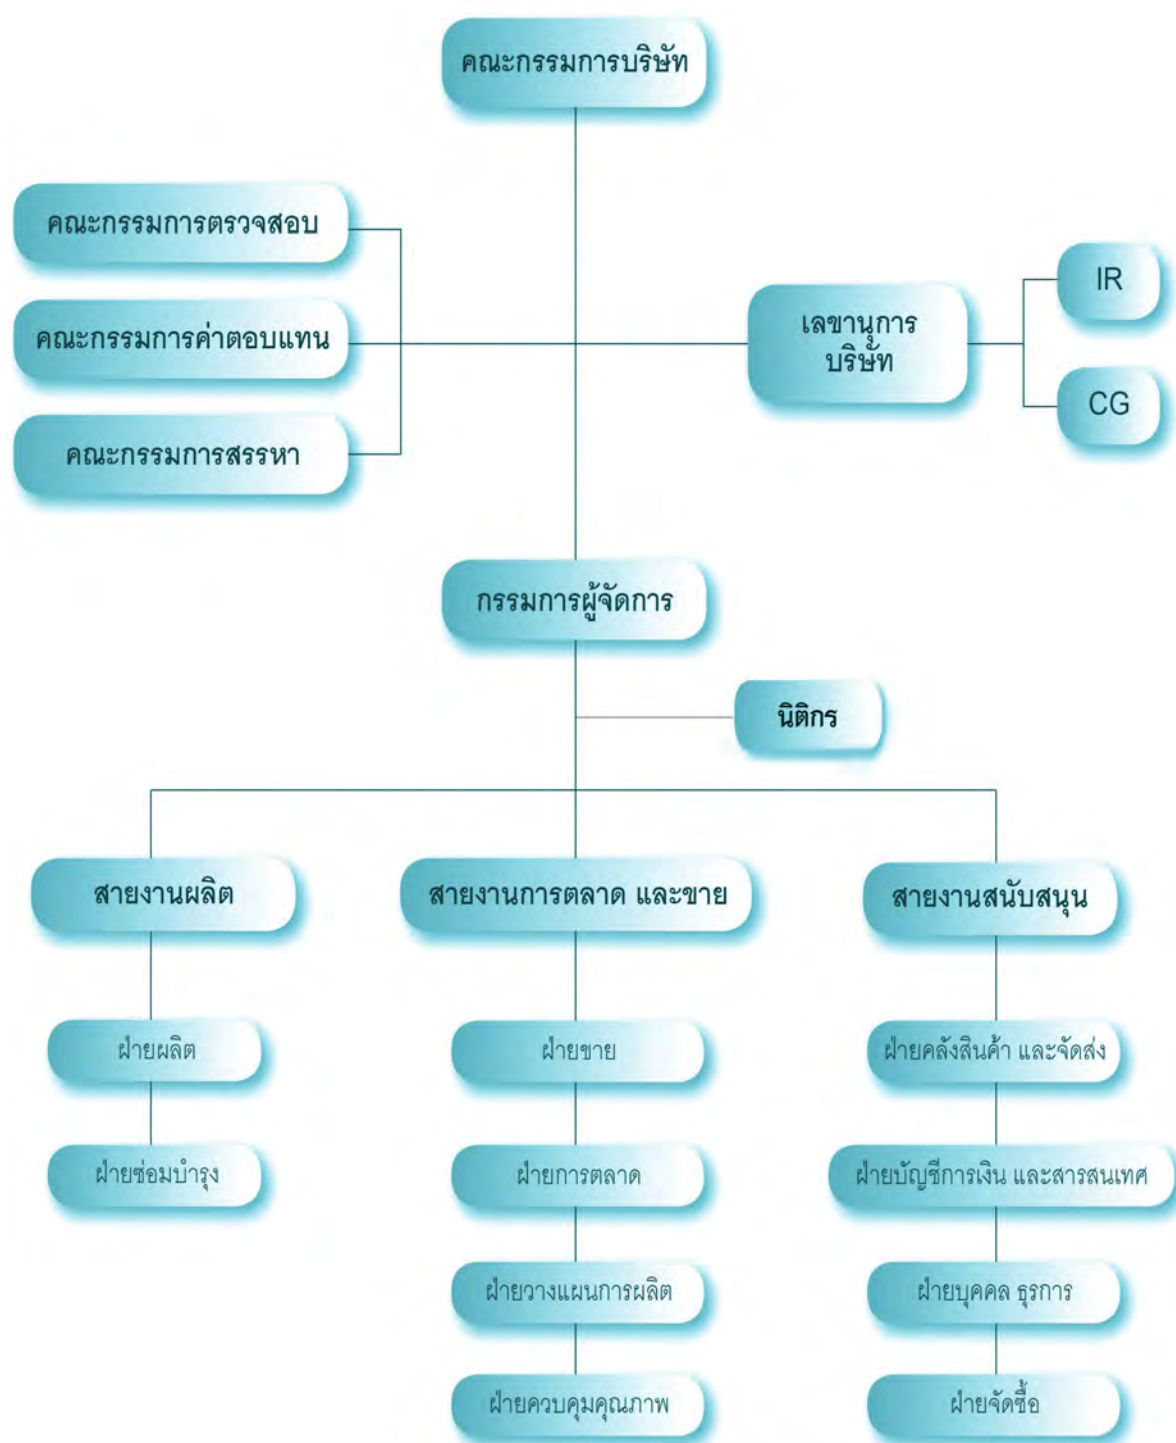 คณะกรรมการบริษัท
คณะกรรมการตรวจสอบ
คณะกรรมการค่าตอบแทน
คณะกรรมการสรรหา
เลขานุการ
บริษัท
IR
CG
กรรมการผู้จัดการ
นิติกร
สายงานผลิต
สายงานการตลาด และขาย
สายงานสนับสนุน
ฝ่ายผลิต
ฝ่ายขาย
ฝ่ายคลังสินค้า และจัดส่ง
ฝ่ายซ่อมบำรุง
ฝ่ายการตลาด
ฝ่ายบัญชีการเงิน และสารสนเทศ
ฝ่ายวางแผนการผลิต
ฝ่ายบุคคล ธุรการ
ฝ่ายควบคุมคุณภาพ
ฝ่ายจัดซื้อ